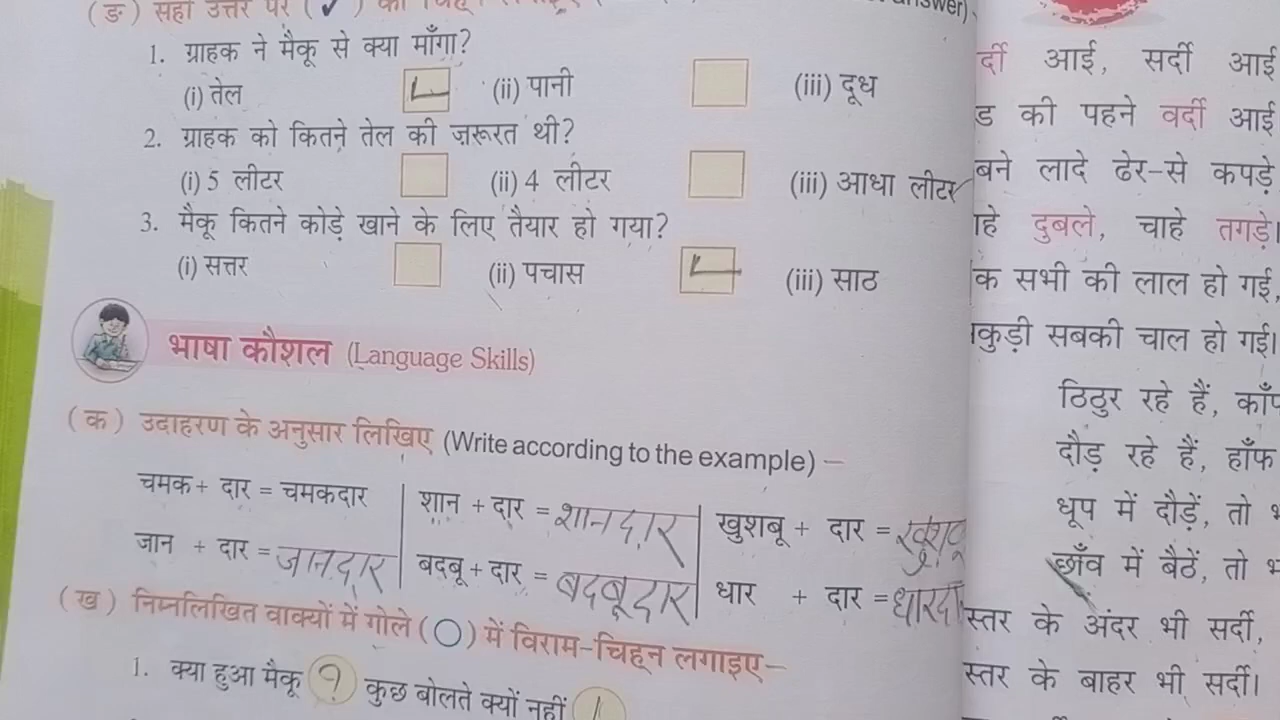 (ङ) सही उत्तर पर (✓) का answer)
1. ग्राहक ने मैकू से क्या माँगा?
(i) तेल (ii) पानी (iii) दूध
2. ग्राहक को कितने तेल की ज़रूरत थी?
(i) 5 लीटर (ii) 4 लीटर (iii) आधा लीटर
3. मैकू कितने कोड़े खाने के लिए तैयार हो गया?
(i) सत्तर (ii) पचास (iii) साठ
भाषा कौशल (Language Skills)
(क) उदाहरण के अनुसार लिखिए (Write according to the example) –
चमक + दार = चमकदार शान + दार = शानदार खुशबू + दार = खुशबू
जान + दार = जानदार बदबू + दार = बदबूदार धार + दार = धारदा
(ख) निम्नलिखित वाक्यों में गोले (○) में विराम-चिह्न लगाइए–
1. क्या हुआ मैकू ? कुछ बोलते क्यों नहीं
र्दी आई, सर्दी आई
ड की पहने वर्दी आई
बने लादे ढेर-से कपड़े
हे दुबले, चाहे तगड़े।
क सभी की लाल हो गई,
कुड़ी सबकी चाल हो गई।
ठिठुर रहे हैं, काँप
दौड़ रहे हैं, हाँफ
धूप में दौड़ें, तो
छाँव में बैठें, तो
स्तर के अंदर भी सर्दी,
स्तर के बाहर भी सर्दी।